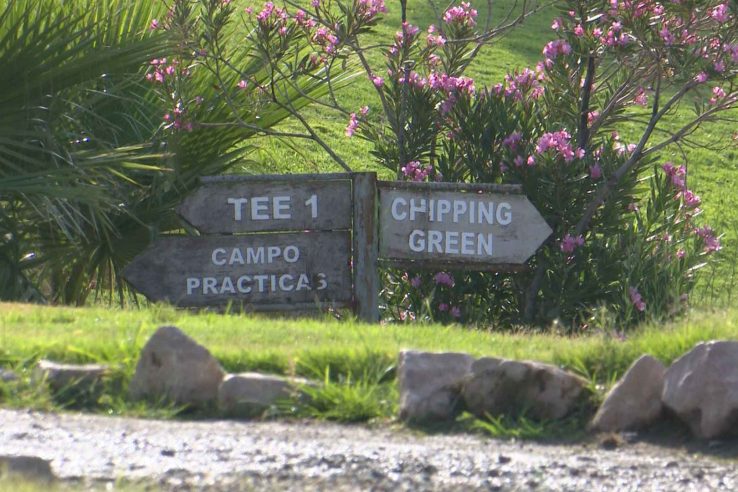 TEE 1
CAMPO
PRACTICAS
CHIPPING
GREEN